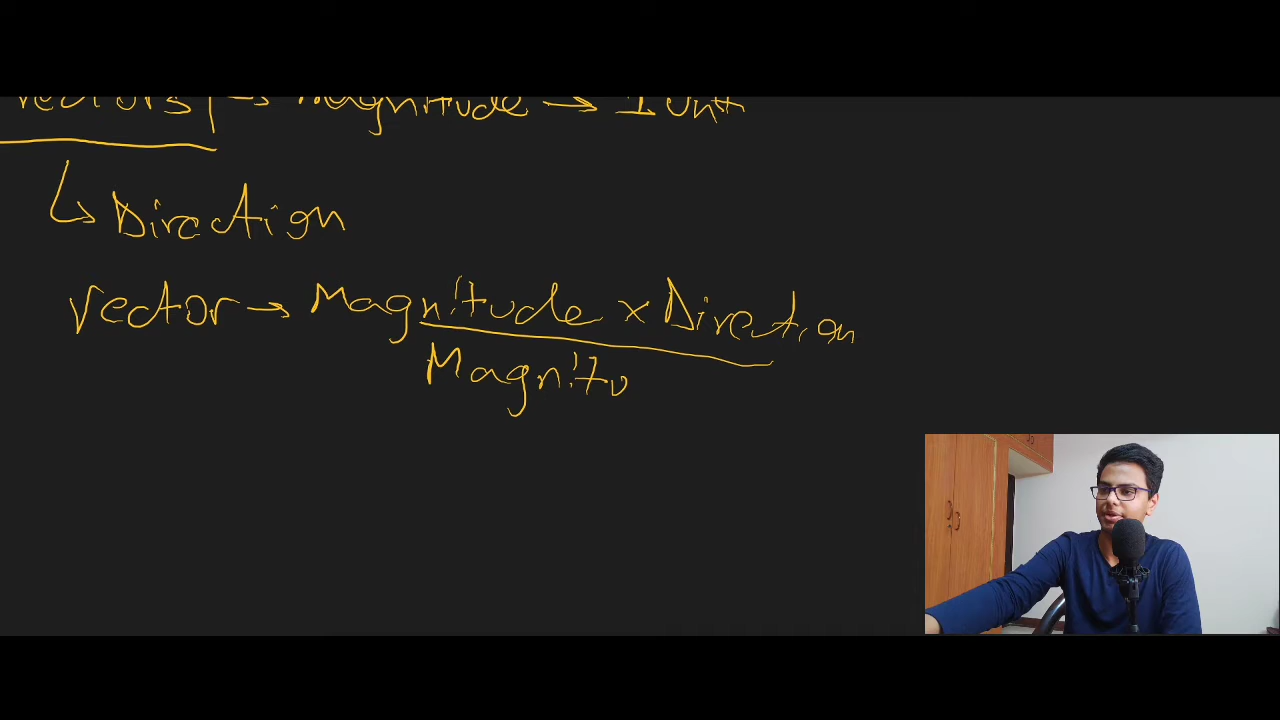 vectors | → Magnitude → 1 Unit
↳ Direction
vector → Magnitude × Direction
Magnitu